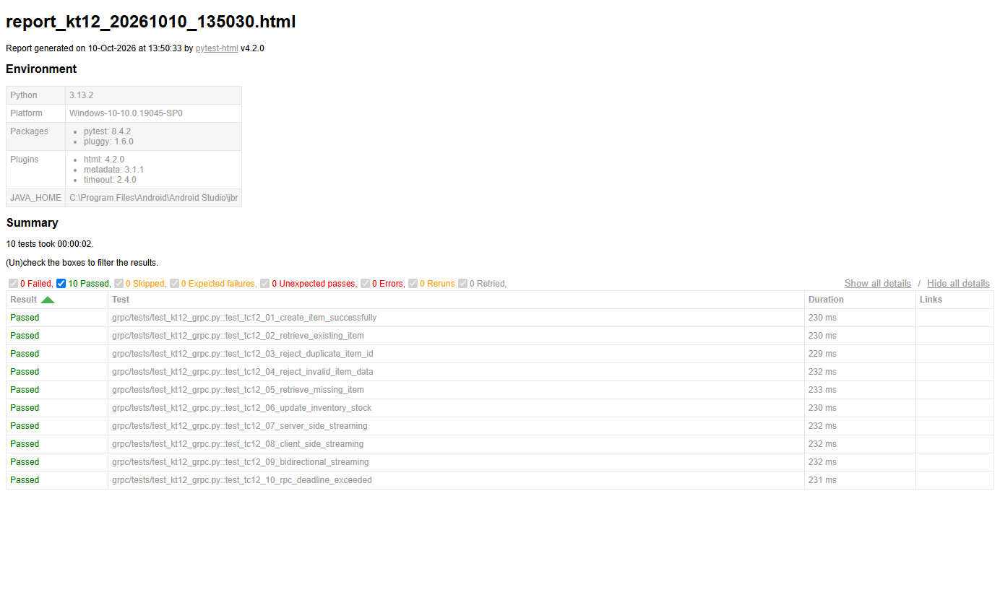 report_kt12_20261010_135030.html
Report generated on 10-Oct-2026 at 13:50:33 by pytest-html v4.2.0
Environment
Python 3.13.2
Platform Windows-10-10.0.19045-SP0
Packages
pytest: 8.4.2
pluggy: 1.6.0
Plugins
html: 4.2.0
metadata: 3.1.1
timeout: 2.4.0
JAVA_HOME C:\Program Files\Android\Android Studio\jbr
Summary
10 tests took 00:00:02.
(Un)check the boxes to filter the results.
0 Failed, 10 Passed, 0 Skipped, 0 Expected failures, 0 Unexpected passes, 0 Errors, 0 Reruns 0 Retried, Show all details / Hide all details
Result Test Duration Links
Passed grpc/tests/test_kt12_grpc.py::test_tc12_01_create_item_successfully 230 ms
Passed grpc/tests/test_kt12_grpc.py::test_tc12_02_retrieve_existing_item 230 ms
Passed grpc/tests/test_kt12_grpc.py::test_tc12_03_reject_duplicate_item_id 229 ms
Passed grpc/tests/test_kt12_grpc.py::test_tc12_04_reject_invalid_item_data 232 ms
Passed grpc/tests/test_kt12_grpc.py::test_tc12_05_retrieve_missing_item 233 ms
Passed grpc/tests/test_kt12_grpc.py::test_tc12_06_update_inventory_stock 230 ms
Passed grpc/tests/test_kt12_grpc.py::test_tc12_07_server_side_streaming 232 ms
Passed grpc/tests/test_kt12_grpc.py::test_tc12_08_client_side_streaming 232 ms
Passed grpc/tests/test_kt12_grpc.py::test_tc12_09_bidirectional_streaming 232 ms
Passed grpc/tests/test_kt12_grpc.py::test_tc12_10_rpc_deadline_exceeded 231 ms